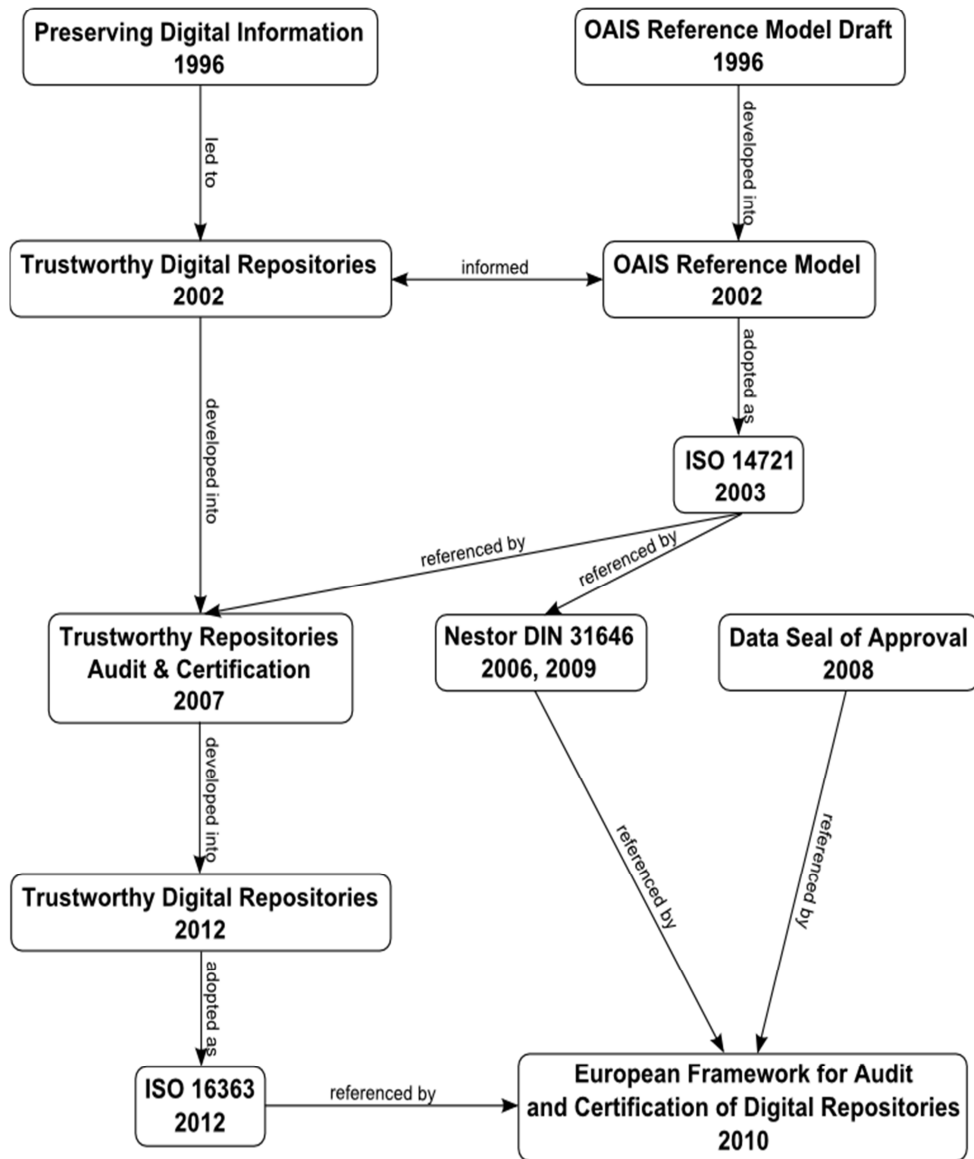 Preserving Digital Information
1996
OAIS Reference Model Draft
1996
led to
developed into
Trustworthy Digital Repositories
2002
informed
OAIS Reference Model
2002
adopted as
developed into
ISO 14721
2003
referenced by
referenced by
Trustworthy Repositories
Audit & Certification
2007
Nestor DIN 31646
2006, 2009
Data Seal of Approval
2008
developed into
referenced by
referenced by
Trustworthy Digital Repositories
2012
adopted as
ISO 16363
2012
referenced by
European Framework for Audit
and Certification of Digital Repositories
2010